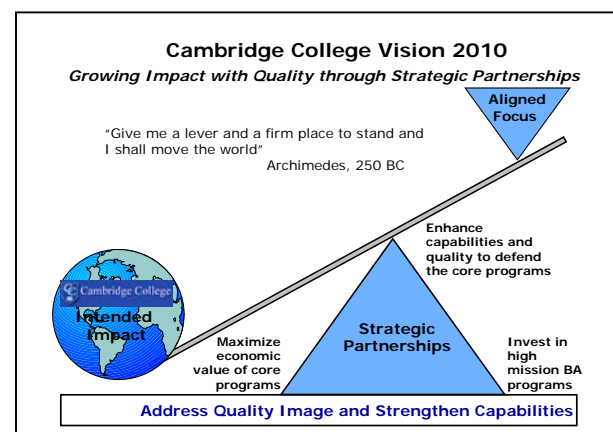 Cambridge College Vision 2010
Growing Impact with Quality through Strategic Partnerships
Aligned
Focus
“Give me a lever and a firm place to stand and
I shall move the world”
Archimedes, 250 BC
Enhance
capabilities and
quality to defend
the core programs
Cambridge College
Intended
Impact
Maximize
economic
value of core
programs
Strategic
Partnerships
Invest in
high
mission BA
programs
Address Quality Image and Strengthen Capabilities